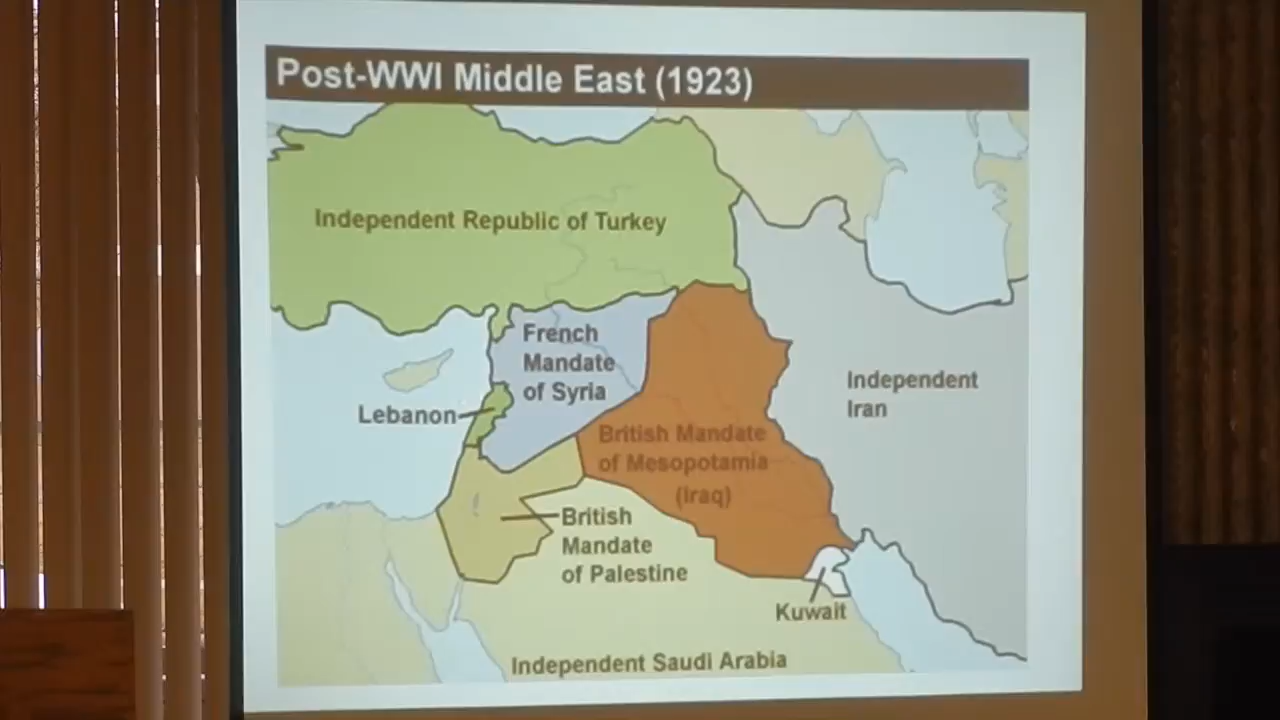 Post-WWI Middle East (1923)
Independent Republic of Turkey
French
Mandate
of Syria
Lebanon
Independent
Iran
British Mandate
of Mesopotamia
(Iraq)
British
Mandate
of Palestine
Kuwait
Independent Saudi Arabia